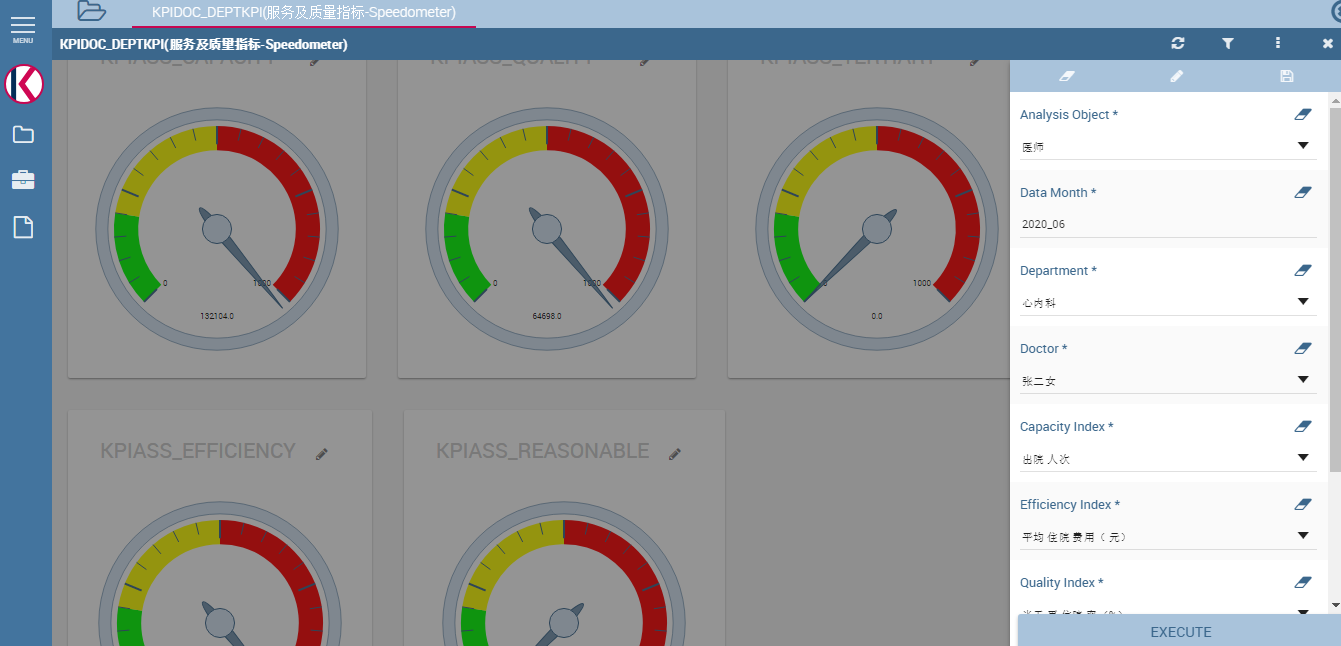 KPIDOC_DEPTKPI(服务及质量指标-Speedometer)
MENU
KPIDOC_DEPTKPI(服务及质量指标-Speedometer)
KPIASS_CAPACITY
KPIASS_QUALITY
KPIASS_TERTIARY
0
1000
132104.0
0
1000
64698.0
0
1000
0.0
KPIASS_EFFICIENCY
KPIASS_REASONABLE
Analysis Object *
医师
Data Month *
2020_06
Department *
心内科
Doctor *
张二女
Capacity Index *
出院 人次
Efficiency Index *
平均 住院 费用 ( 元 )
Quality Index *
EXECUTE